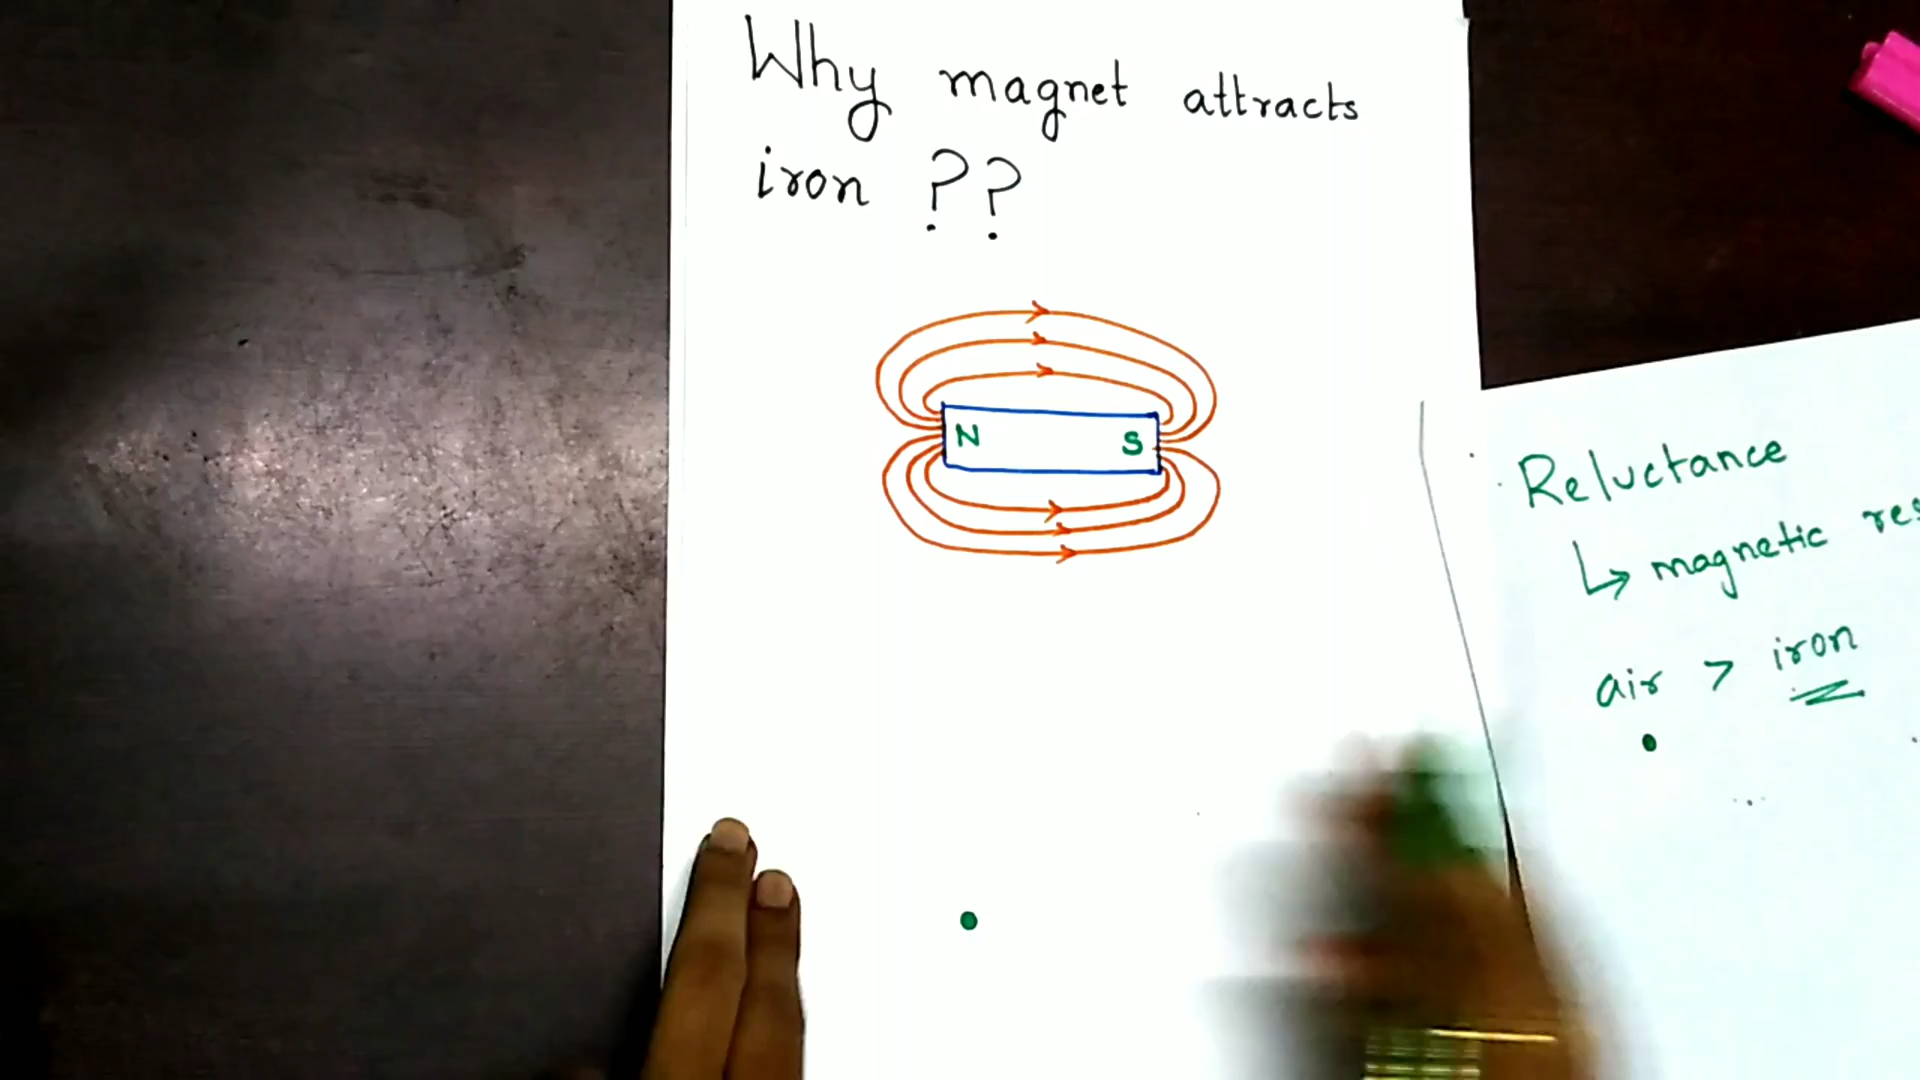 Why magnet attracts
iron ??
N S
Reluctance
↳ magnetic
air > iron